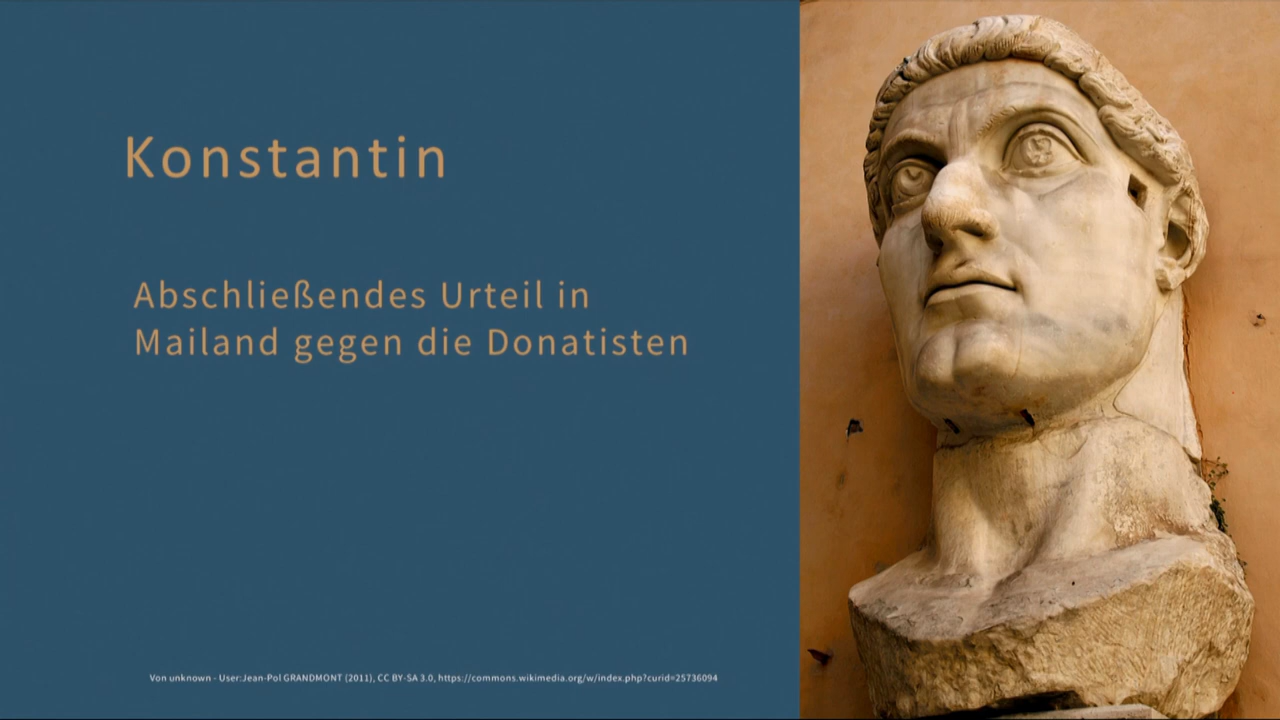 Konstantin
Abschließendes Urteil in
Mailand gegen die Donatisten
Von unknown - User:Jean-Pol GRANDMONT (2011), CC BY-SA 3.0, https://commons.wikimedia.org/w/index.php?curid=25736094